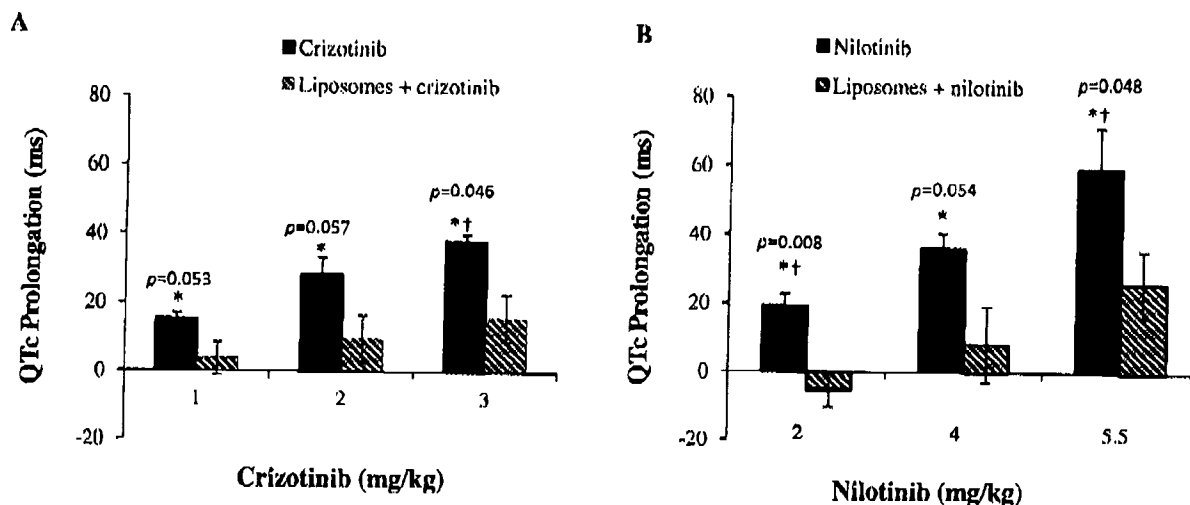 A
Crizotinib
Liposomes + crizotinib
QTc Prolongation (ms)
80
60
40
20
0
-20
p=0.053
*
p=0.057
*
p=0.046
*†
1
2
3
Crizotinib (mg/kg)
B
Nilotinib
Liposomes + nilotinib
QTc Prolongation (ms)
80
60
40
20
0
-20
p=0.008
*†
p=0.054
*
p=0.048
*†
2
4
5.5
Nilotinib (mg/kg)